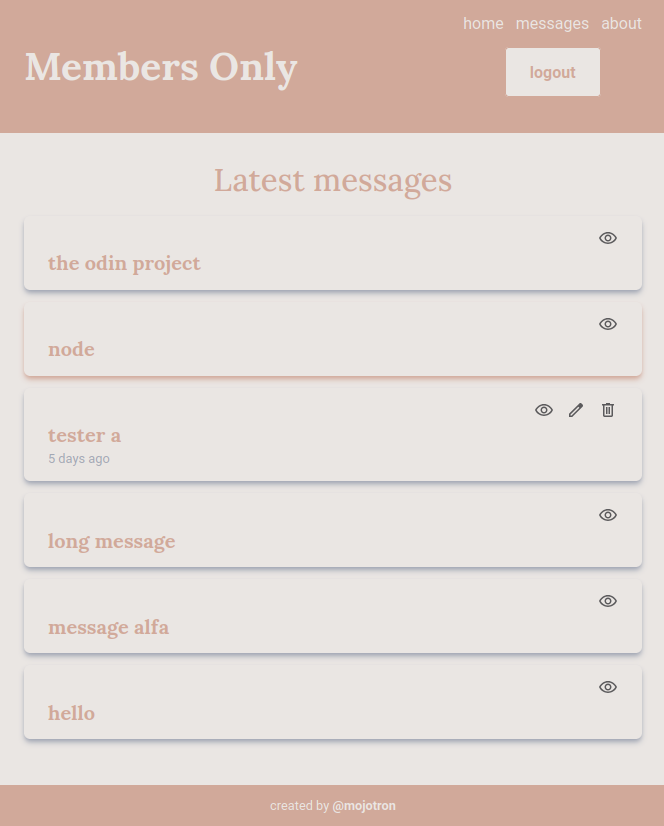 home messages about
Members Only
logout
Latest messages
the odin project
node
tester a
5 days ago
long message
message alfa
hello
created by @mojotron